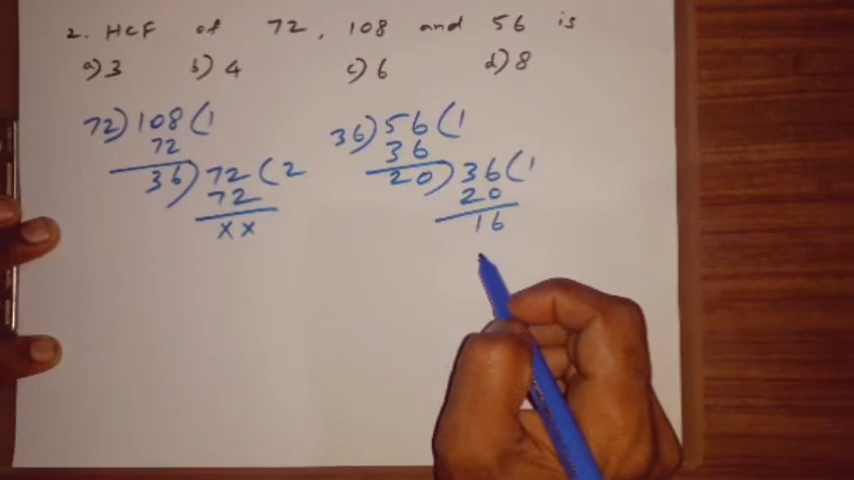 2. HCF of 72, 108 and 56 is
a) 3 b) 4 c) 6 d) 8
72) 108 (1 36) 56 (1
72 36
36) 72 (2 20) 36 (1
72 20
xx 16